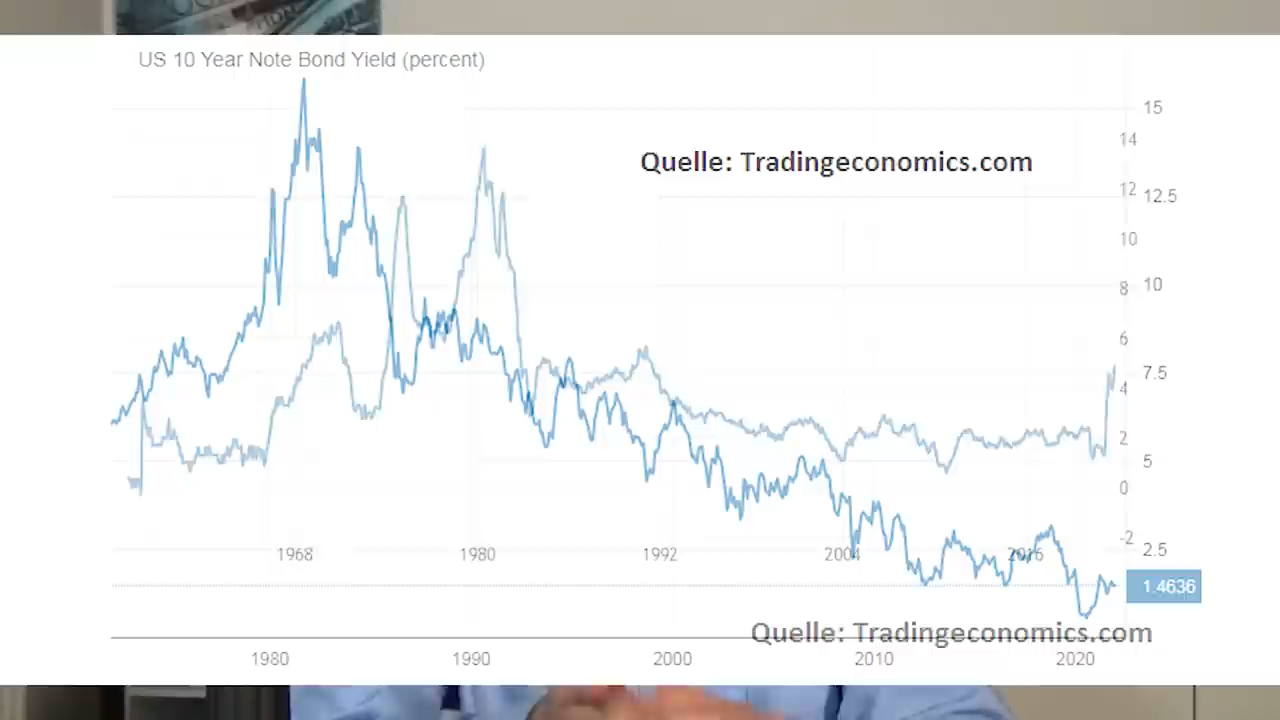 US 10 Year Note Bond Yield (percent)
15
14
Quelle: Tradingeconomics.com
12 12.5
10
8 10
6
4 7.5
2
5
0
-2 2.5
1968 1980 1992 2004 2016
1.4636
Quelle: Tradingeconomics.com
1980 1990 2000 2010 2020